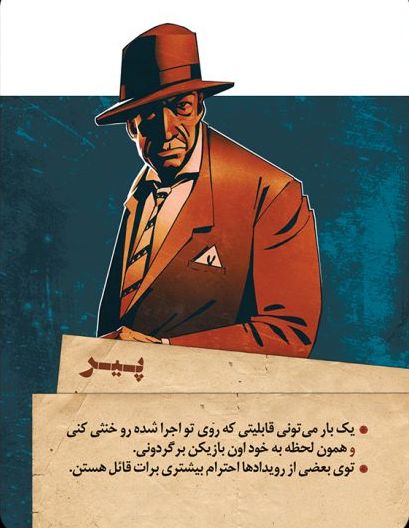 پیر
یک بار می‌تونی قابلیتی که روی تو اجرا شده رو خنثی کنی
و همون لحظه به خود اون بازیکن برگردونی.
توی بعضی از رویدادها احترام بیشتری برات قائل هستن.